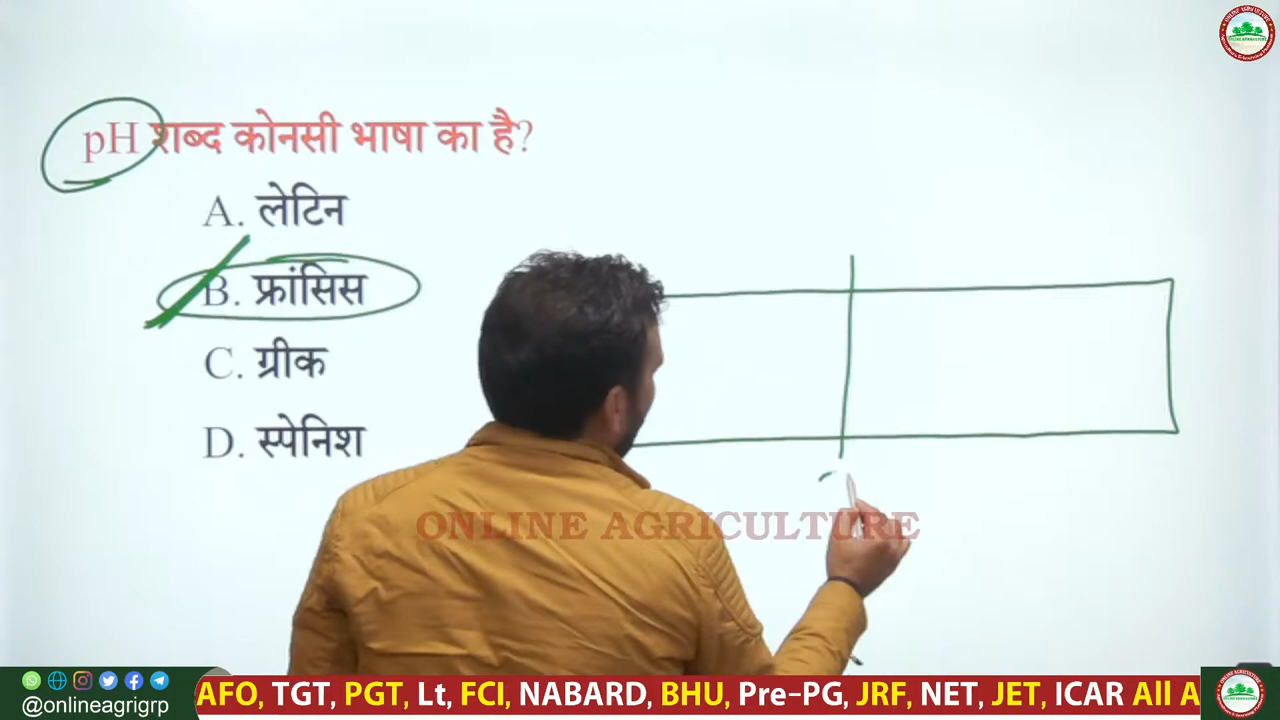 pH शब्द कोनसी भाषा का है?
A. लेटिन
B. फ्रांसिस
C. ग्रीक
D. स्पेनिश
ONLINE AGRICULTURE
@onlineagrigrp
AFO, TGT, PGT, Lt, FCI, NABARD, BHU, Pre-PG, JRF, NET, JET, ICAR All A